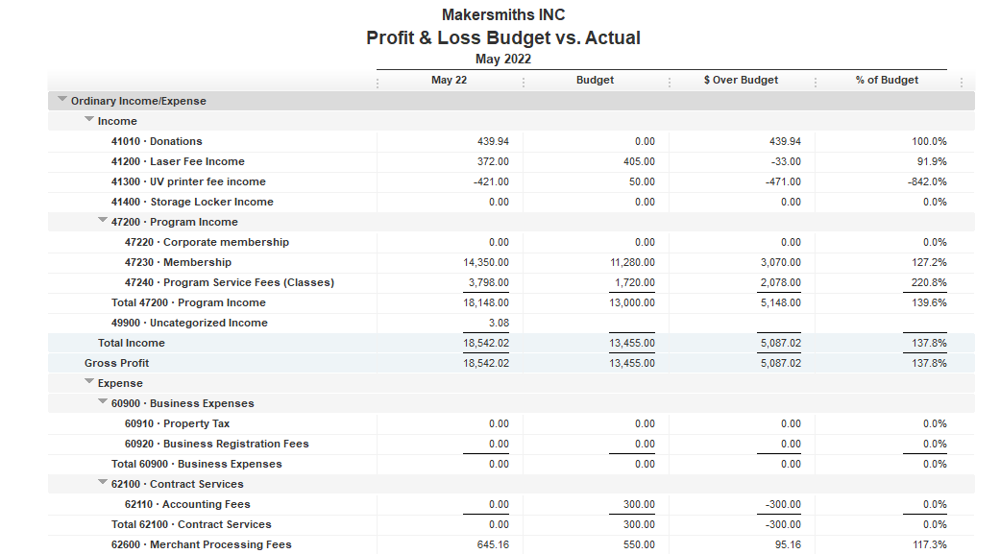 Makersmiths INC
Profit & Loss Budget vs. Actual
May 2022
May 22 Budget $ Over Budget % of Budget
Ordinary Income/Expense
Income
41010 · Donations 439.94 0.00 439.94 100.0%
41200 · Laser Fee Income 372.00 405.00 -33.00 91.9%
41300 · UV printer fee income -421.00 50.00 -471.00 -842.0%
41400 · Storage Locker Income 0.00 0.00 0.00 0.0%
47200 · Program Income
47220 · Corporate membership 0.00 0.00 0.00 0.0%
47230 · Membership 14,350.00 11,280.00 3,070.00 127.2%
47240 · Program Service Fees (Classes) 3,798.00 1,720.00 2,078.00 220.8%
Total 47200 · Program Income 18,148.00 13,000.00 5,148.00 139.6%
49900 · Uncategorized Income 3.08
Total Income 18,542.02 13,455.00 5,087.02 137.8%
Gross Profit 18,542.02 13,455.00 5,087.02 137.8%
Expense
60900 · Business Expenses
60910 · Property Tax 0.00 0.00 0.00 0.0%
60920 · Business Registration Fees 0.00 0.00 0.00 0.0%
Total 60900 · Business Expenses 0.00 0.00 0.00 0.0%
62100 · Contract Services
62110 · Accounting Fees 0.00 300.00 -300.00 0.0%
Total 62100 · Contract Services 0.00 300.00 -300.00 0.0%
62600 · Merchant Processing Fees 645.16 550.00 95.16 117.3%